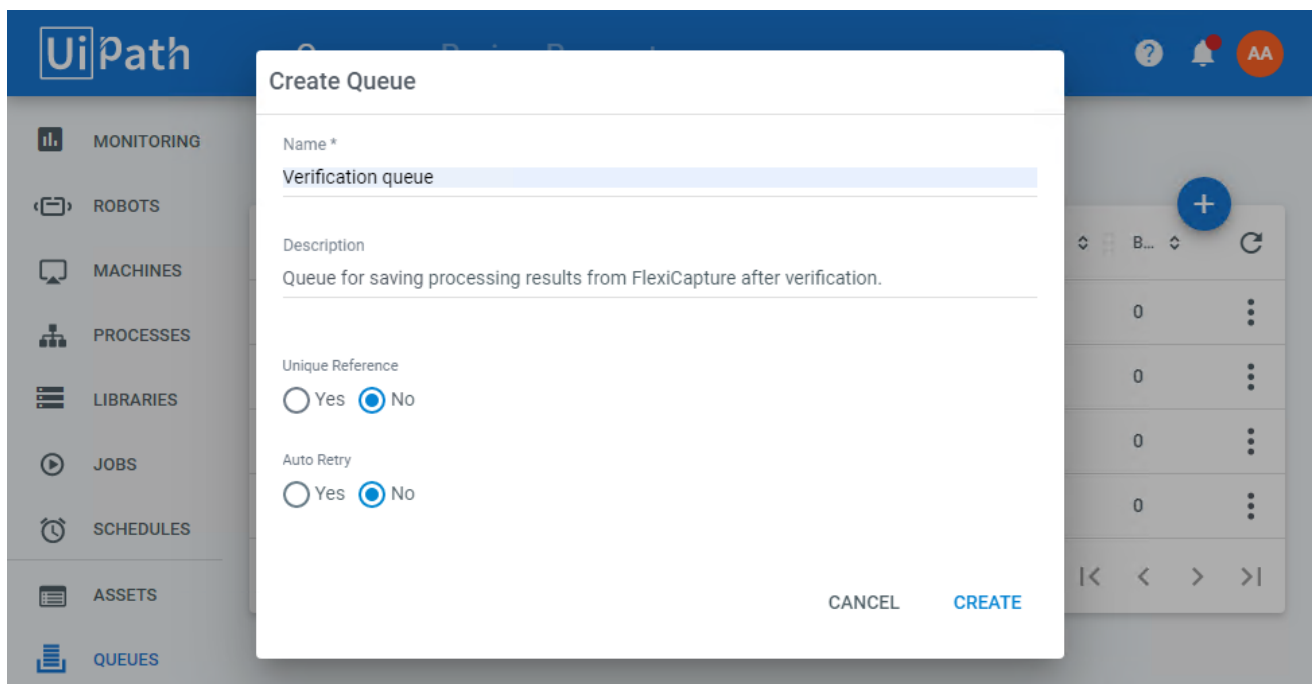 UiPath
AA
Create Queue
MONITORING
Name *
Verification queue
ROBOTS
Description
B...
MACHINES
Queue for saving processing results from FlexiCapture after verification.
0
PROCESSES
Unique Reference
0
LIBRARIES
Yes No
0
Auto Retry
JOBS
Yes No
0
SCHEDULES
ASSETS
CANCEL CREATE
QUEUES